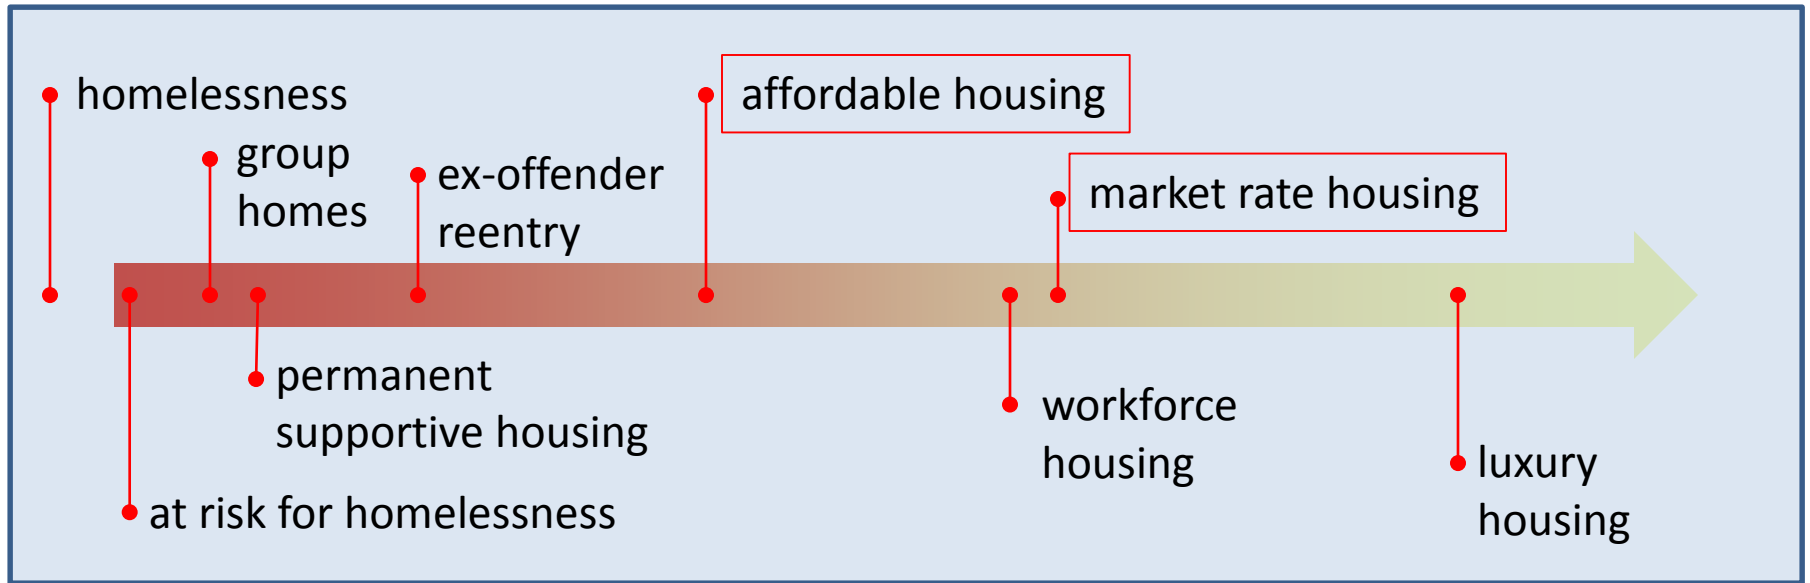 homelessness
group
homes
ex-offender
reentry
affordable housing
market rate housing
permanent
supportive housing
at risk for homelessness
workforce
housing
luxury
housing